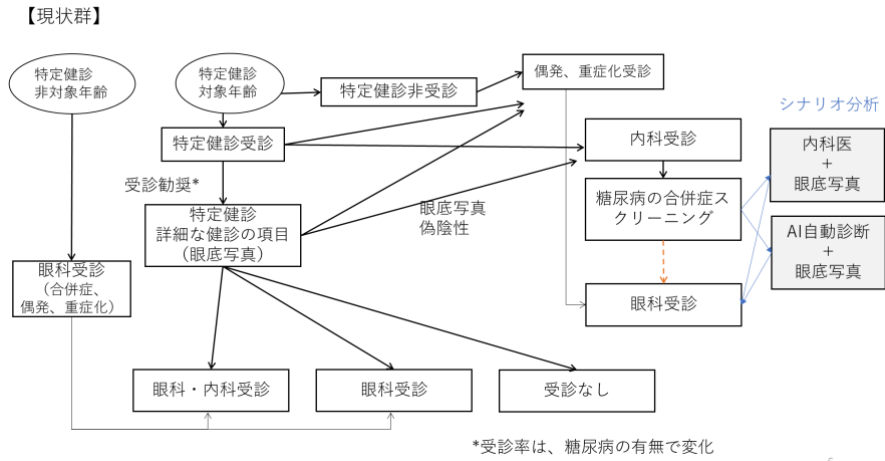 【現状群】
特定健診
非対象年齢
特定健診
対象年齢
特定健診非受診
偶発、重症化受診
シナリオ分析
特定健診受診
内科受診
内科医
+
眼底写真
受診勧奨*
糖尿病の合併症ス
クリーニング
特定健診
詳細な健診の項目
（眼底写真）
眼底写真
偽陰性
AI自動診断
+
眼底写真
眼科受診
（合併症、
偶発、重症化）
眼科受診
眼科・内科受診
眼科受診
受診なし
*受診率は、糖尿病の有無で変化